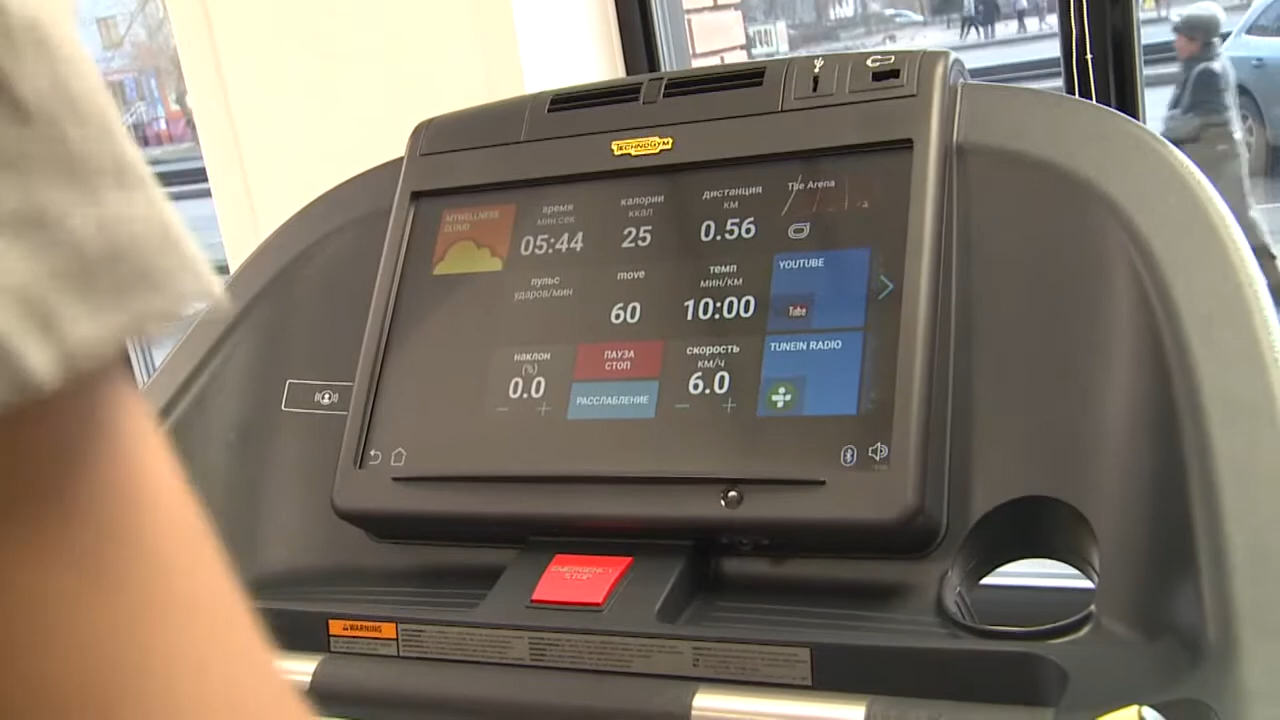 TECHNOGYM
MYWELLNESS
CLOUD
время
мин сек
05:44
калории
ккал
25
дистанция
км
0.56
The Arena
пульс
ударов/мин
move
60
темп
мин/км
10:00
YOUTUBE
Tube
наклон
(%)
0.0
− +
ПАУЗА
СТОП
РАССЛАБЛЕНИЕ
скорость
км/ч
6.0
− +
TUNEIN RADIO
EMERGENCY
STOP
WARNING